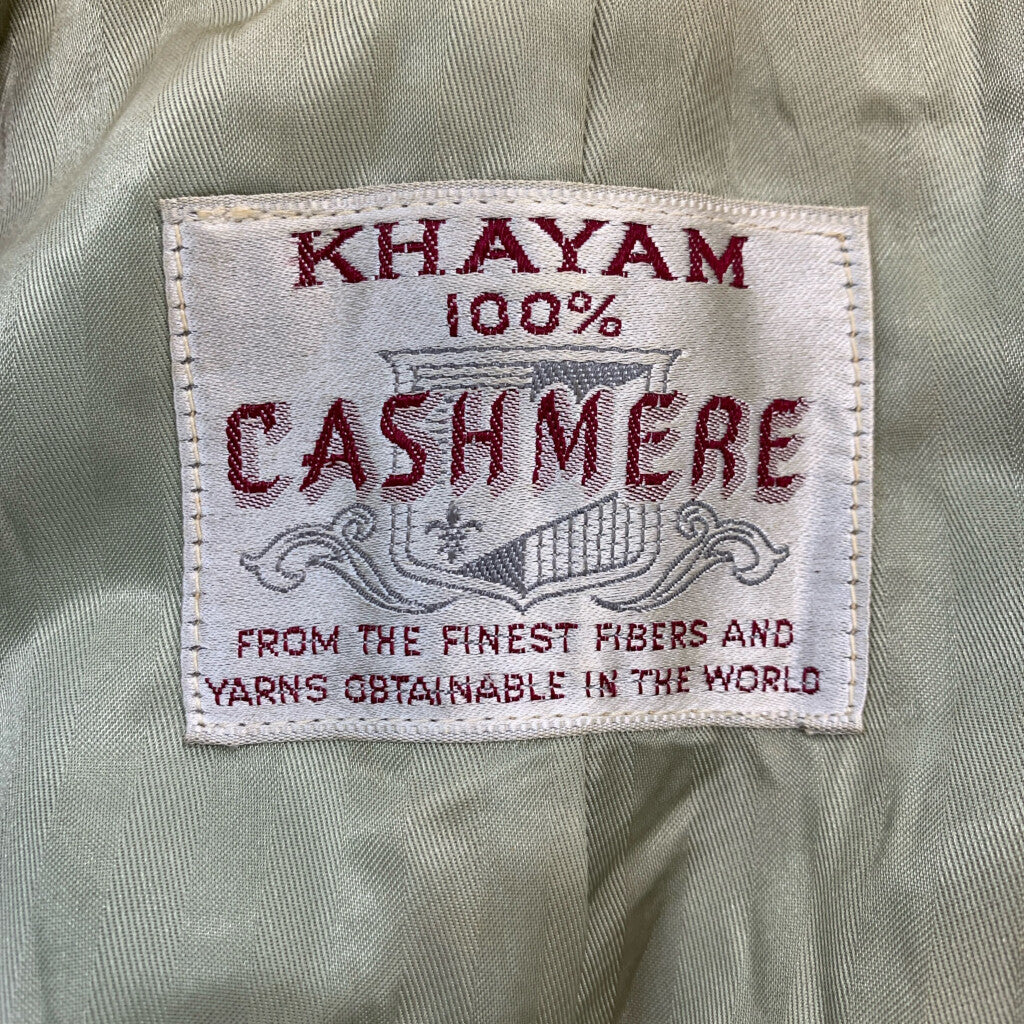 KHAYAM
100%
CASHMERE
FROM THE FINEST FIBERS AND
YARNS OBTAINABLE IN THE WORLD